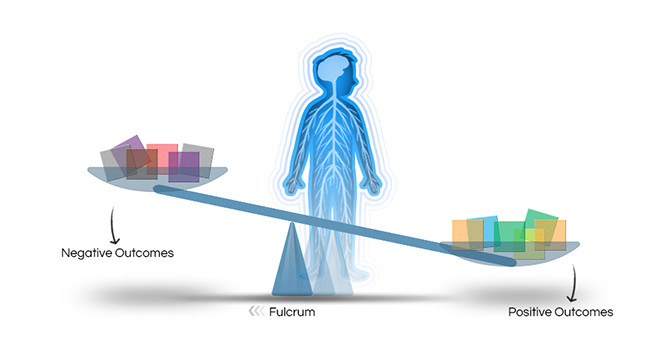 Negative Outcomes
Fulcrum
Positive Outcomes